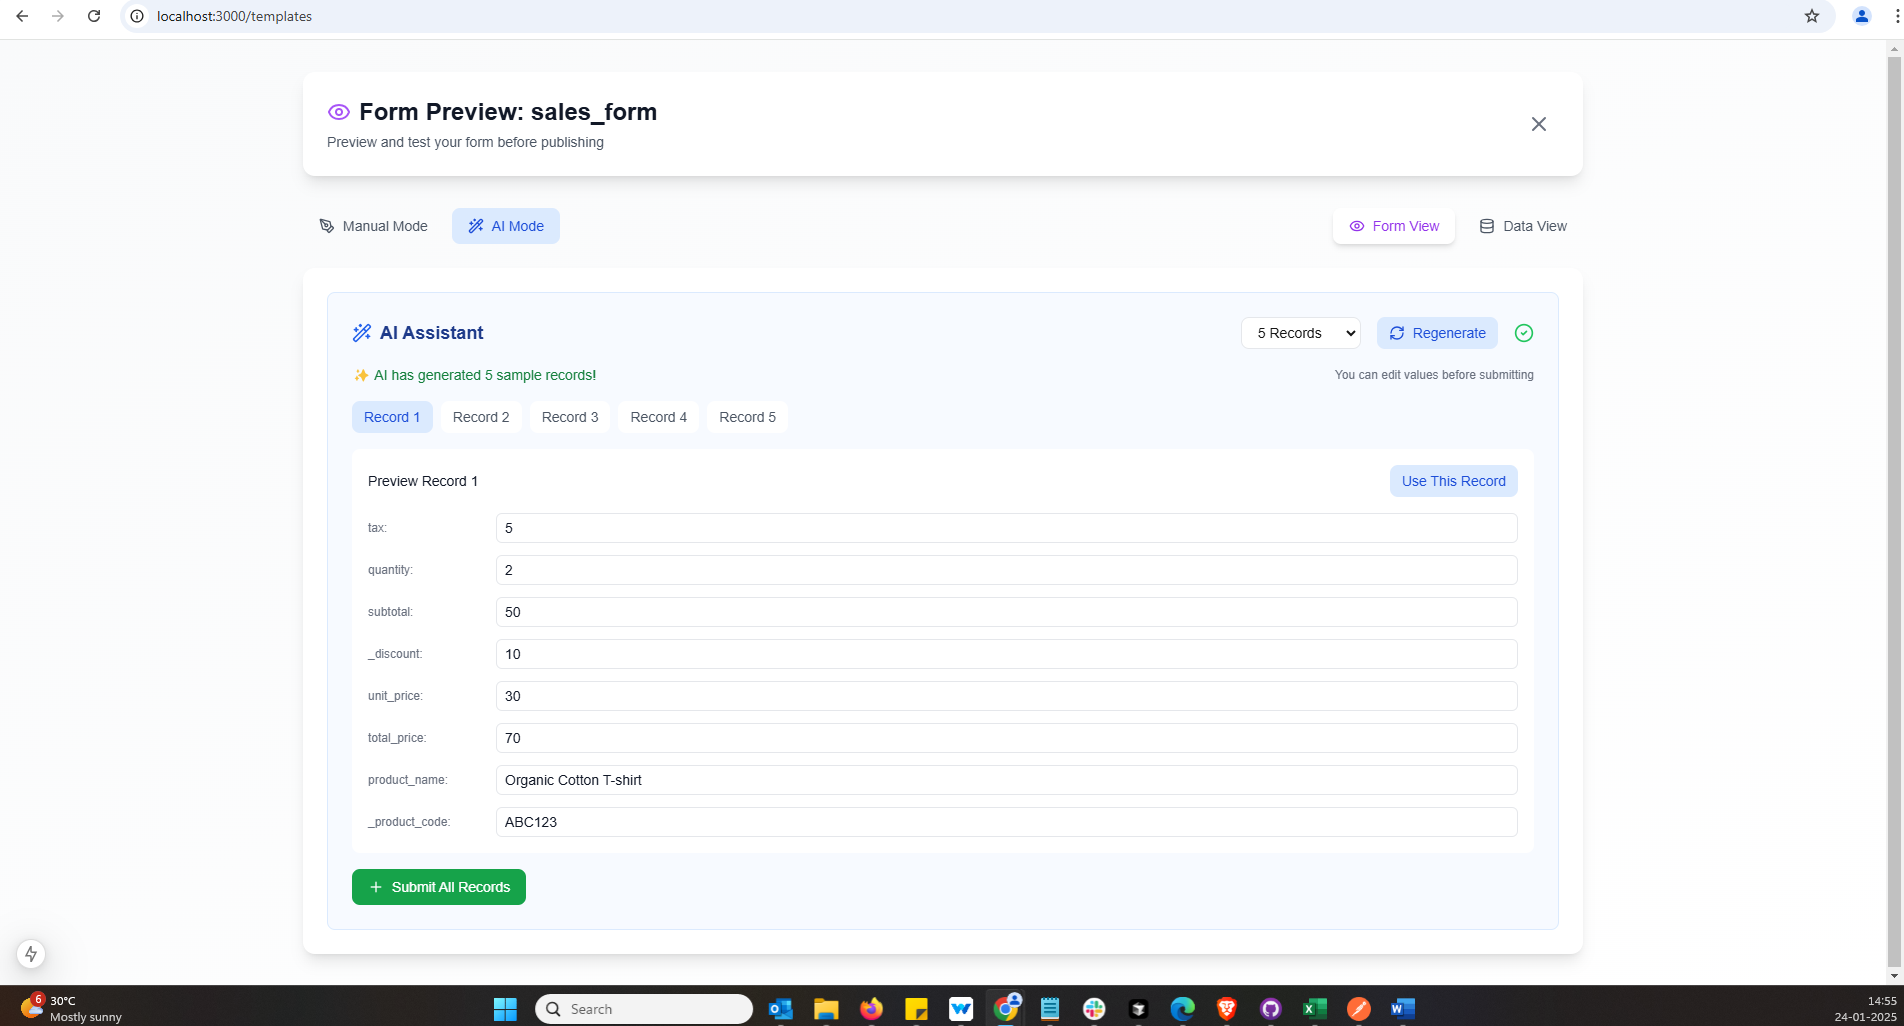 localhost:3000/templates
Form Preview: sales_form
Preview and test your form before publishing
Manual Mode
AI Mode
Form View
Data View
AI Assistant
5 Records
Regenerate
✨ AI has generated 5 sample records!
You can edit values before submitting
Record 1
Record 2
Record 3
Record 4
Record 5
Preview Record 1
Use This Record
tax:
5
quantity:
2
subtotal:
50
_discount:
10
unit_price:
30
total_price:
70
product_name:
Organic Cotton T-shirt
_product_code:
ABC123
+ Submit All Records
6
30°C
Mostly sunny
Search
14:55
24-01-2025